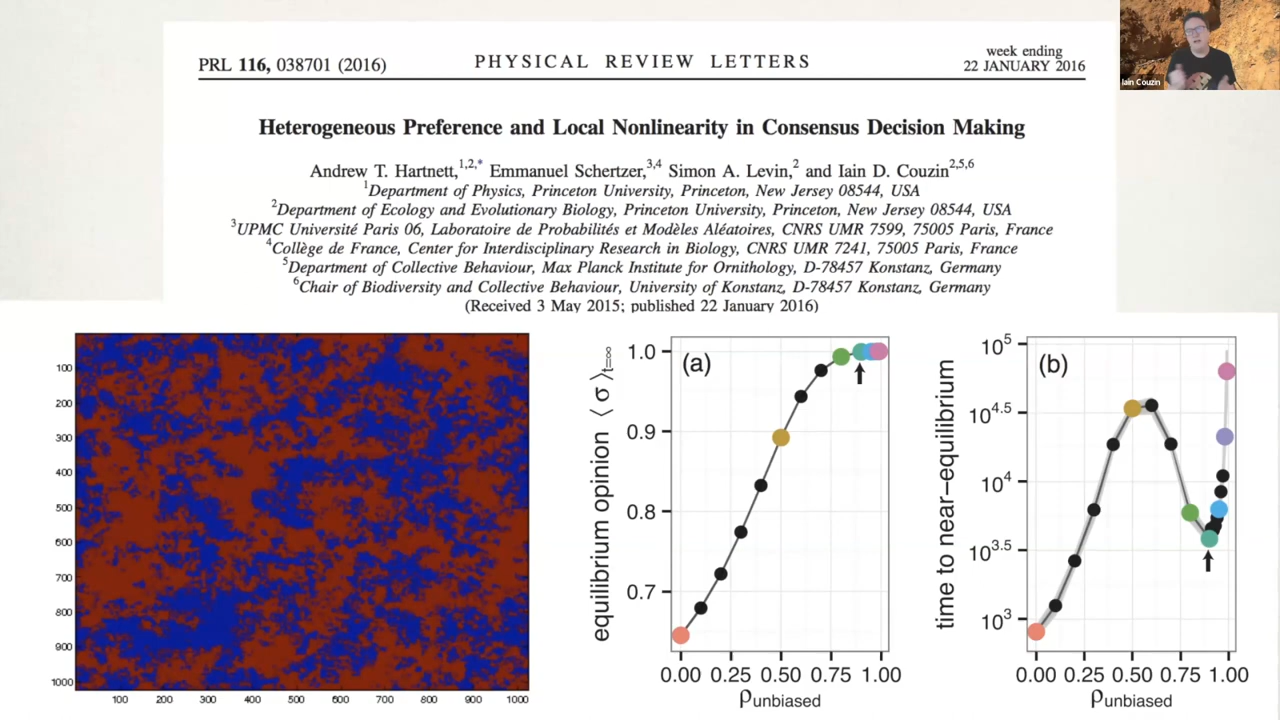 PRL 116, 038701 (2016)
PHYSICAL REVIEW LETTERS
week ending
22 JANUARY 2016
Iain Couzin
Heterogeneous Preference and Local Nonlinearity in Consensus Decision Making
Andrew T. Hartnett,1,2,* Emmanuel Schertzer,3,4 Simon A. Levin,2 and Iain D. Couzin2,5,6
1Department of Physics, Princeton University, Princeton, New Jersey 08544, USA
2Department of Ecology and Evolutionary Biology, Princeton University, Princeton, New Jersey 08544, USA
3UPMC Université Paris 06, Laboratoire de Probabilités et Modèles Aléatoires, CNRS UMR 7599, 75005 Paris, France
4Collège de France, Center for Interdisciplinary Research in Biology, CNRS UMR 7241, 75005 Paris, France
5Department of Collective Behaviour, Max Planck Institute for Ornithology, D-78457 Konstanz, Germany
6Chair of Biodiversity and Collective Behaviour, University of Konstanz, D-78457 Konstanz, Germany
(Received 3 May 2015; published 22 January 2016)
100
200
300
400
500
600
700
800
900
1000
100 200 300 400 500 600 700 800 900 1000
equilibrium opinion ⟨ σ ⟩t=∞
(a)
1.0
0.9
0.8
0.7
0.00 0.25 0.50 0.75 1.00
ρunbiased
time to near−equilibrium
(b)
10^5
10^4.5
10^4
10^3.5
10^3
0.00 0.25 0.50 0.75 1.00
ρunbiased